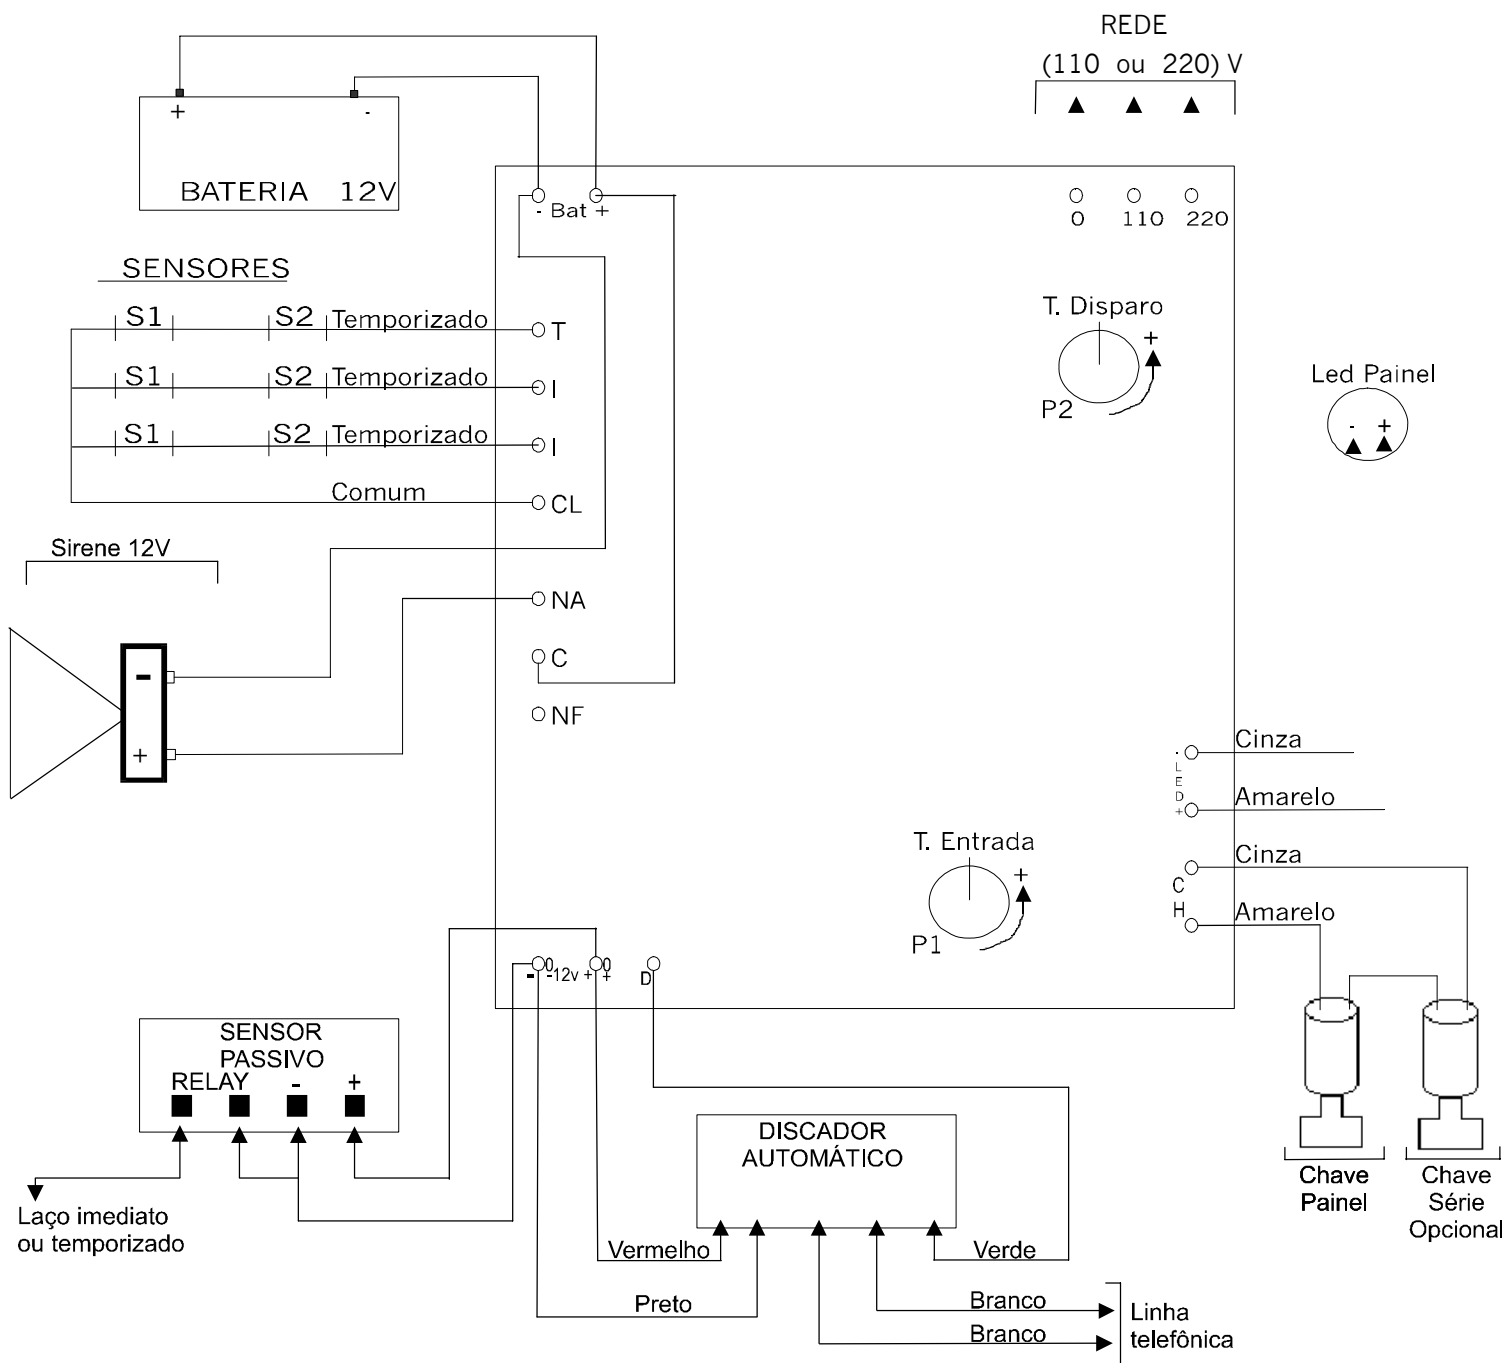 REDE
(110 ou 220) V
+ -
BATERIA 12V
- Bat +
0 110 220
SENSORES
S1 S2 Temporizado T
S1 S2 Temporizado I
S1 S2 Temporizado I
Comum CL
T. Disparo
+
P2
Led Painel
- +
Sirene 12V
NA
C
NF
-
+
- LED +
Cinza
Amarelo
CH
Cinza
Amarelo
T. Entrada
+
P1
- -12v + +
D
SENSOR
PASSIVO
RELAY - +
Laço imediato
ou temporizado
DISCADOR
AUTOMÁTICO
Vermelho
Verde
Preto
Branco
Branco
Linha
telefônica
Chave
Painel
Chave
Série
Opcional